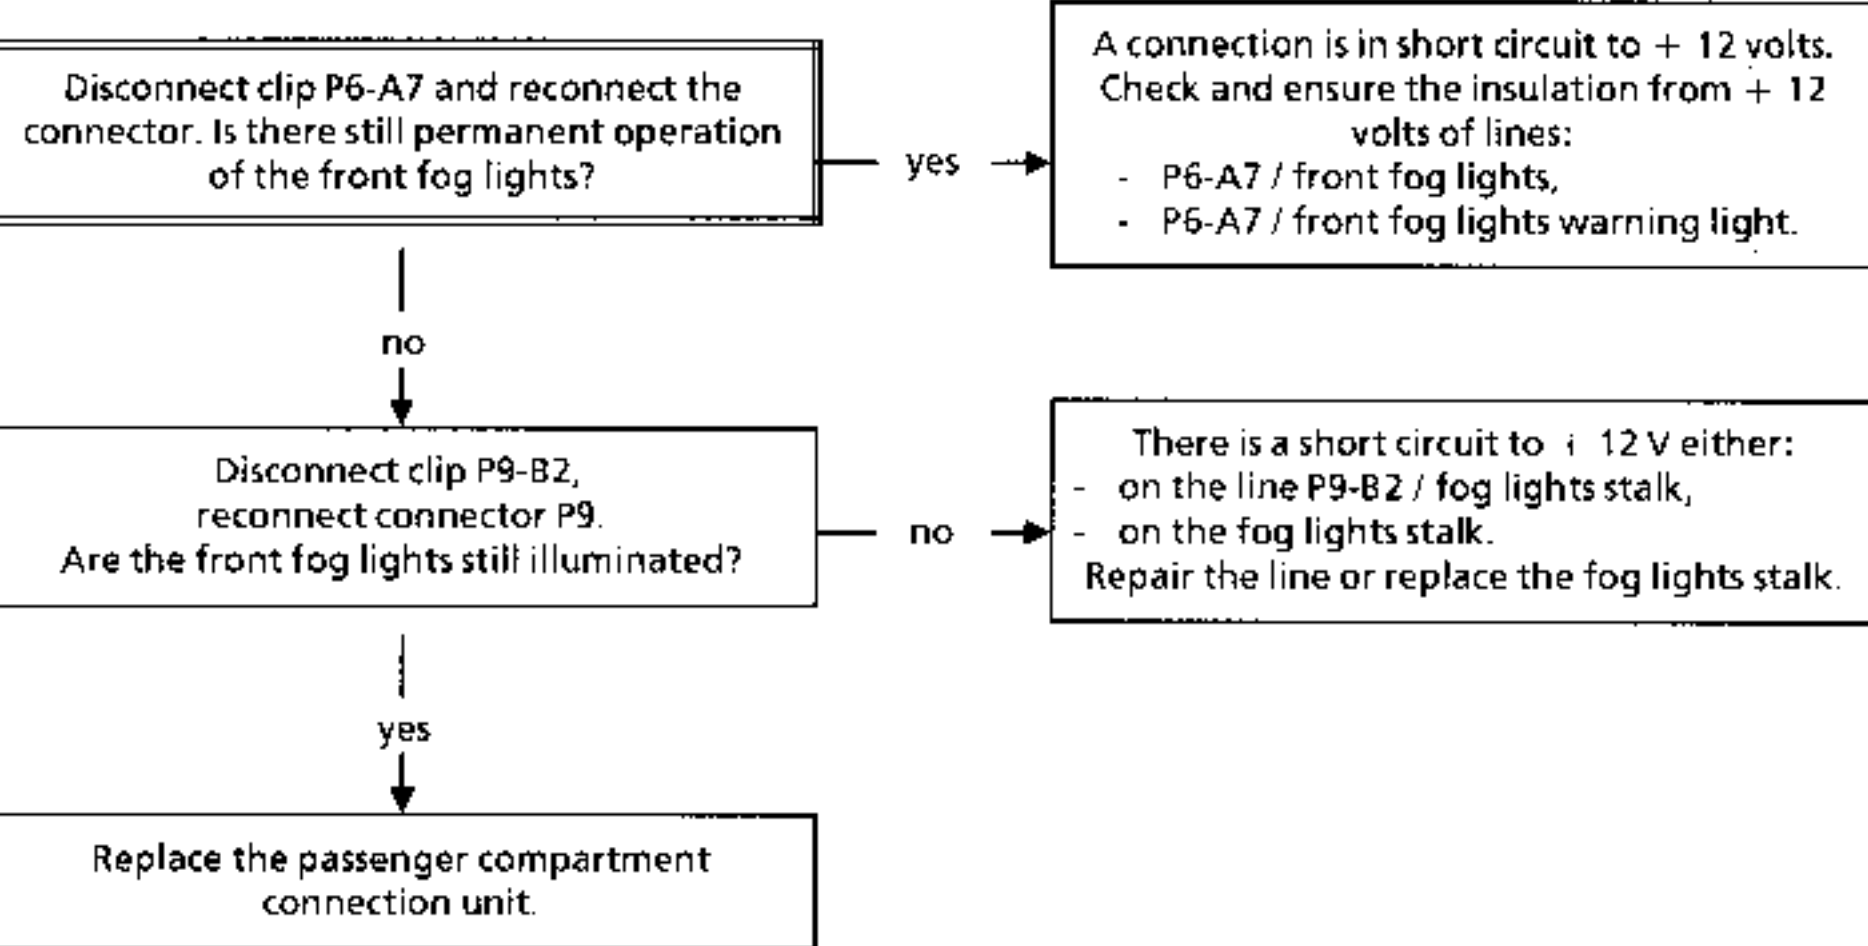 Disconnect clip P6-A7 and reconnect the
connector. Is there still permanent operation
of the front fog lights?
yes
A connection is in short circuit to + 12 volts.
Check and ensure the insulation from + 12
volts of lines:
- P6-A7 / front fog lights,
- P6-A7 / front fog lights warning light.
no
Disconnect clip P9-B2,
reconnect connector P9.
Are the front fog lights still illuminated?
no
There is a short circuit to + 12 V either:
- on the line P9-B2 / fog lights stalk,
- on the fog lights stalk.
Repair the line or replace the fog lights stalk.
yes
Replace the passenger compartment
connection unit.